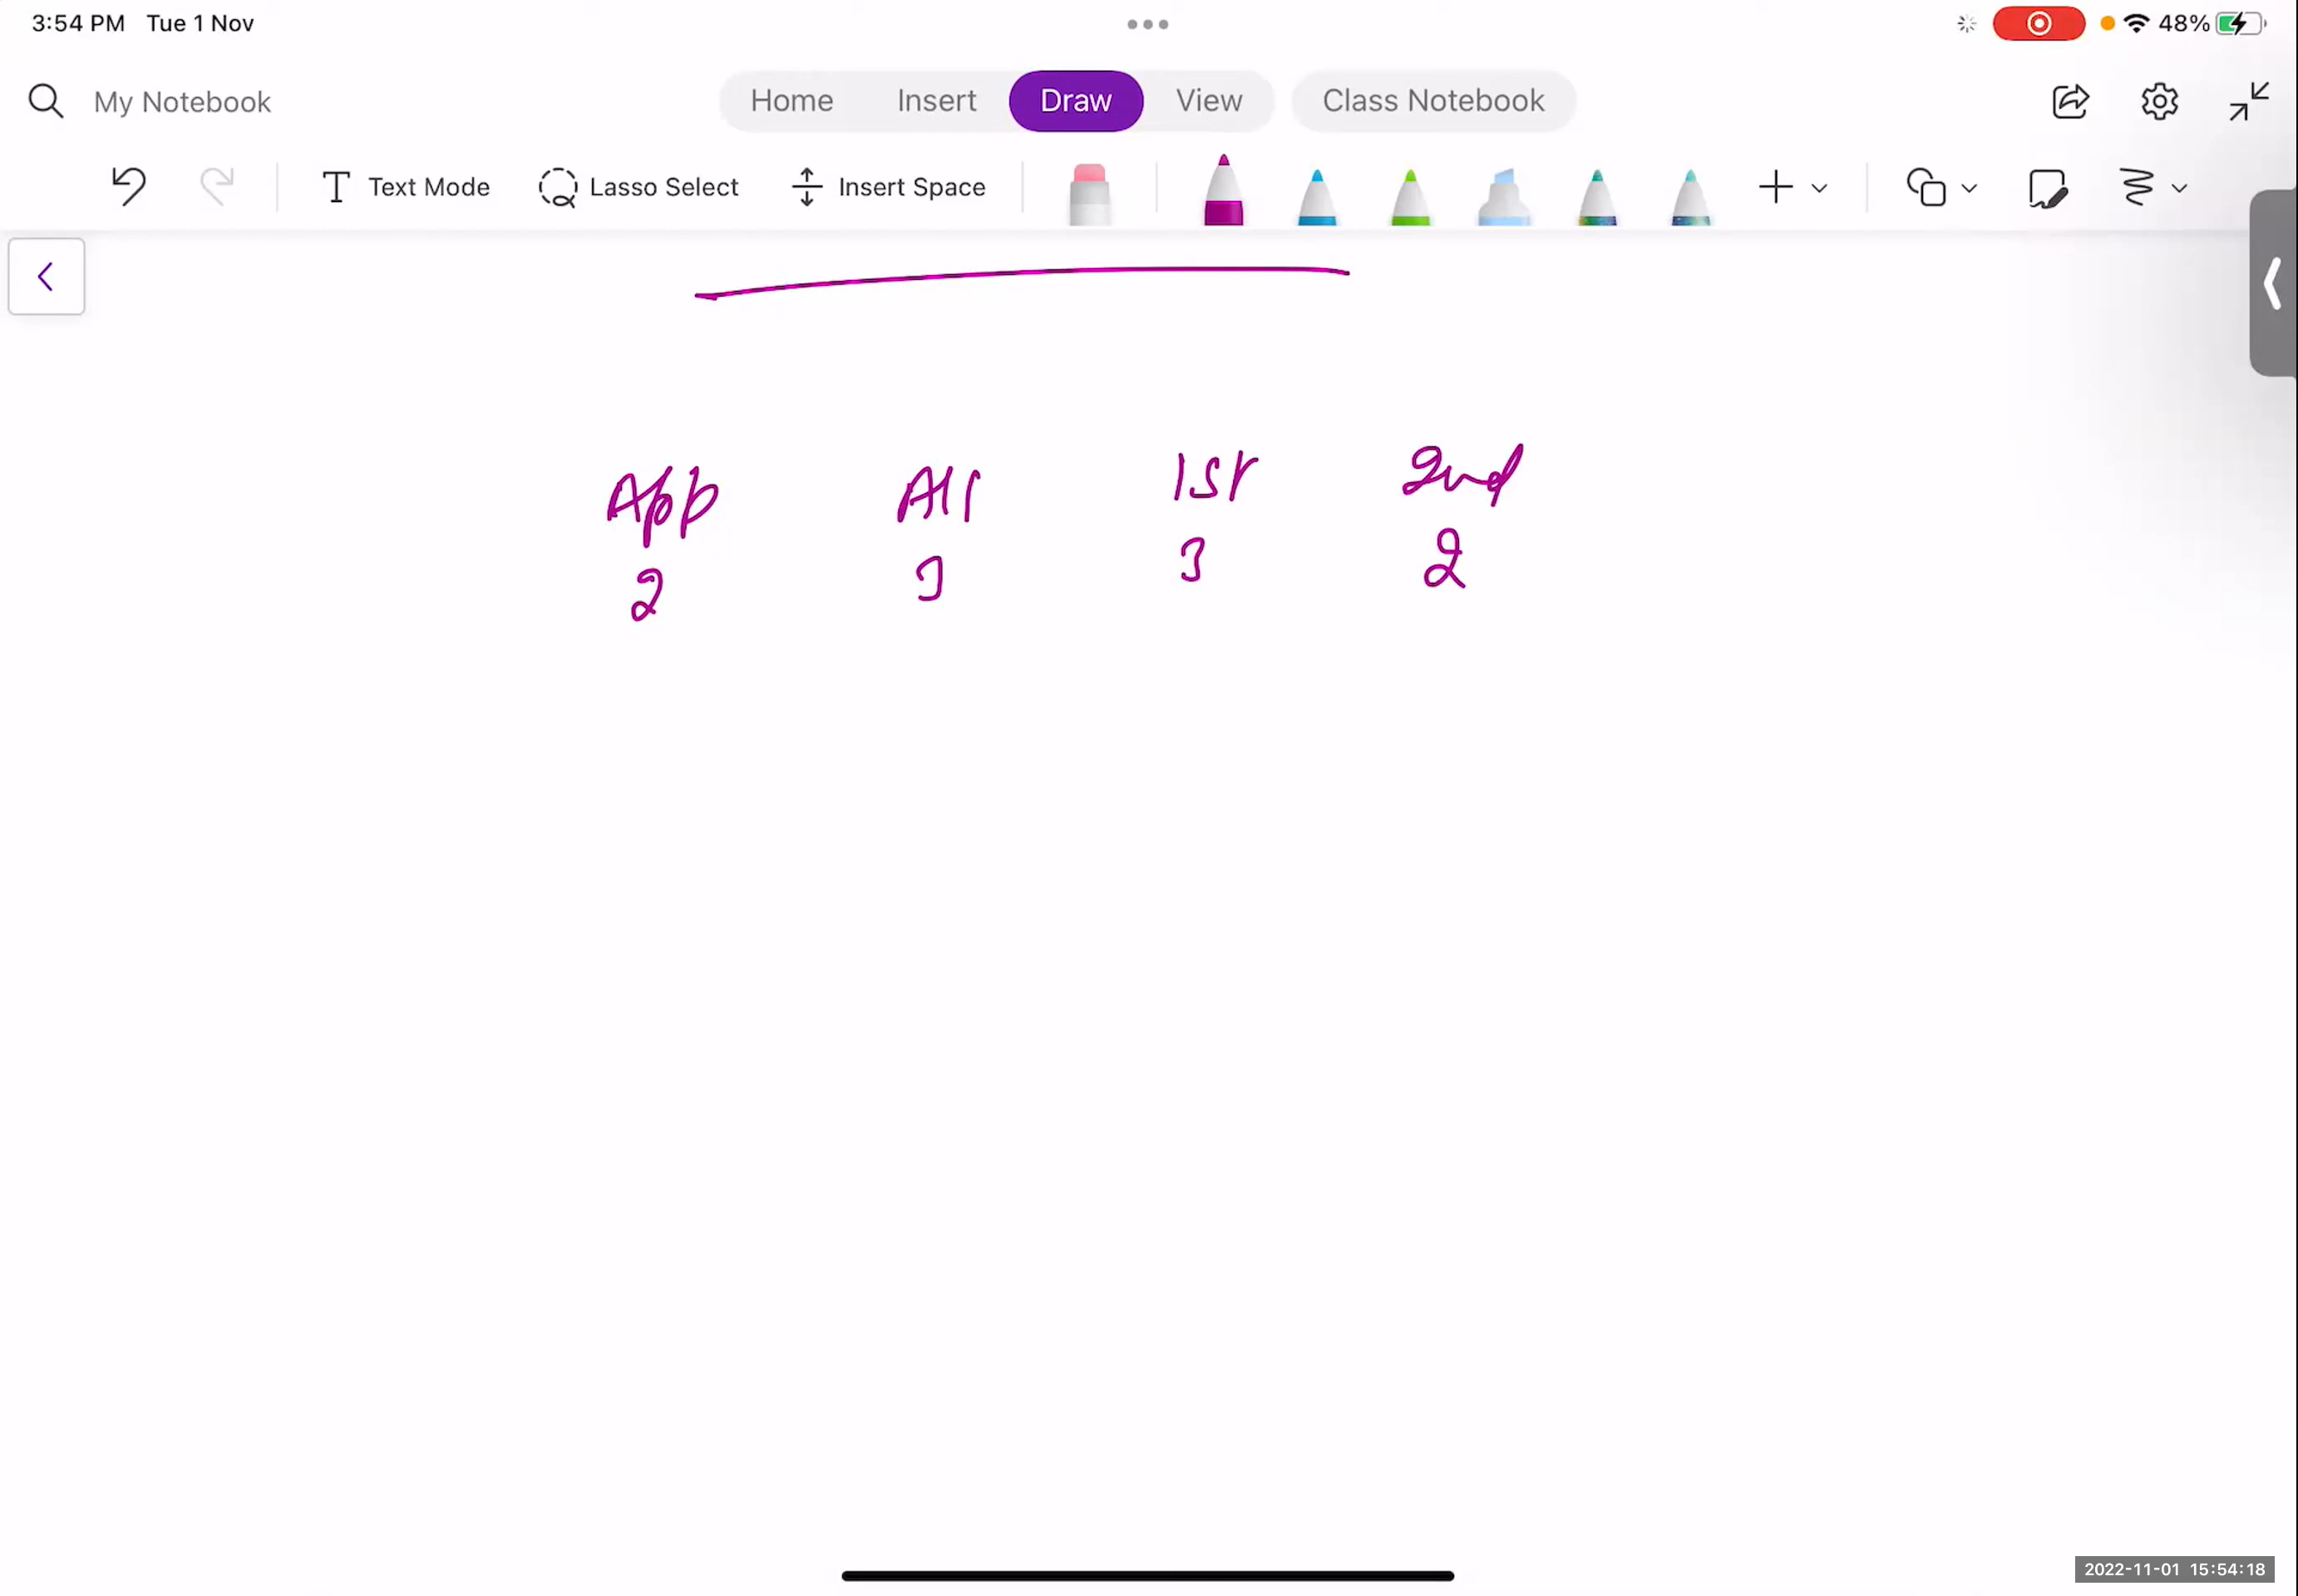 3:54 PM Tue 1 Nov 48%
My Notebook Home Insert Draw View Class Notebook
Text Mode Lasso Select Insert Space
App All 1st 2nd
2 3 3 2
2022-11-01 15:54:18